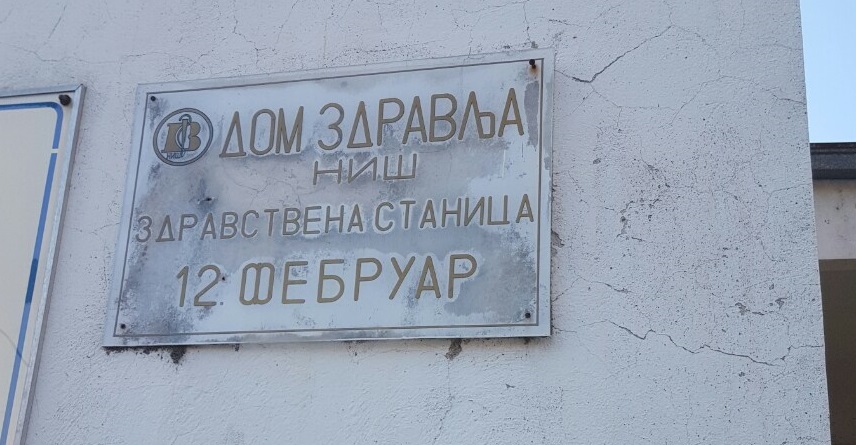 ДОМ ЗДРАВЉА
НИШ
ЗДРАВСТВЕНА СТАНИЦА
12. ФЕБРУАР